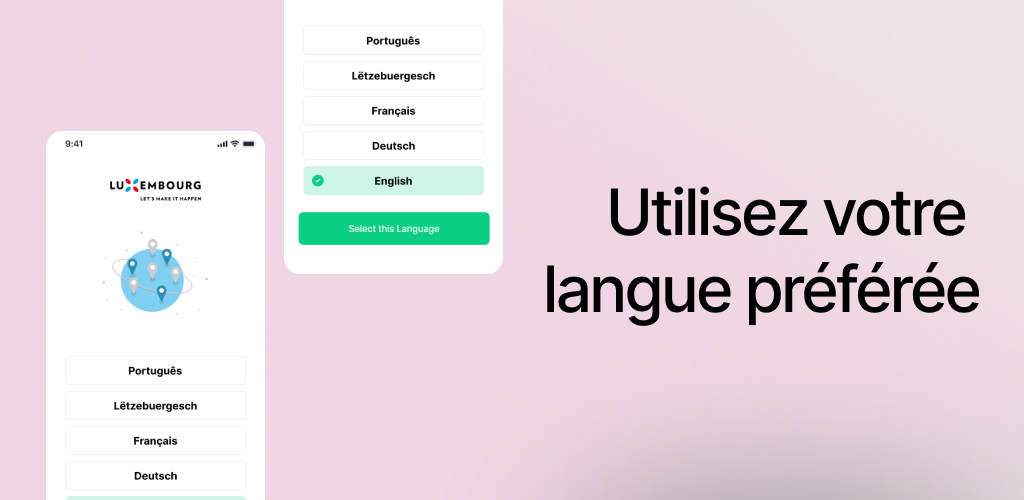 9:41
LUXEMBOURG
LET'S MAKE IT HAPPEN
Português
Lëtzebuergesch
Français
Deutsch
Português
Lëtzebuergesch
Français
Deutsch
English
Select this Language
Utilisez votre
langue préférée